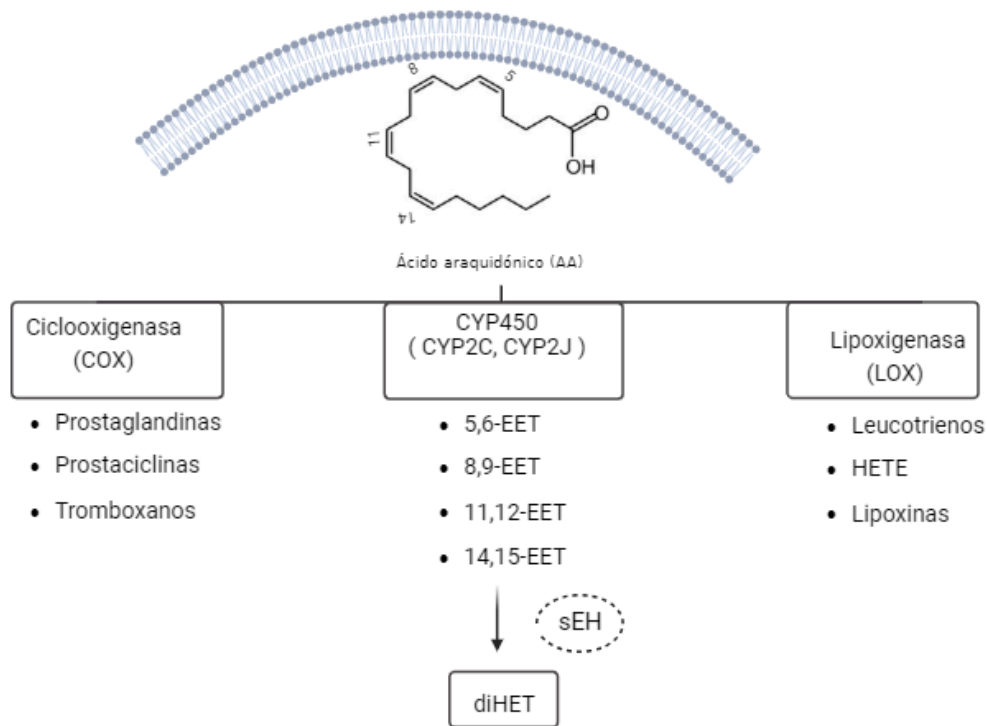 8
5
11
14
O
OH
Ácido araquidónico (AA)
Ciclooxigenasa
(COX)
• Prostaglandinas
• Prostaciclinas
• Tromboxanos
CYP450
( CYP2C, CYP2J )
• 5,6-EET
• 8,9-EET
• 11,12-EET
• 14,15-EET
sEH
diHET
Lipoxigenasa
(LOX)
• Leucotrienos
• HETE
• Lipoxinas